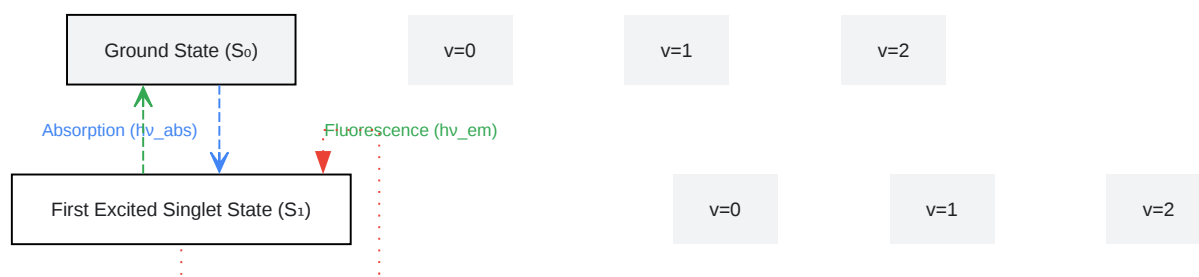 Ground State (S₀)
v=0
v=1
v=2
Absorption (hν_abs)
Fluorescence (hν_em)
First Excited Singlet State (S₁)
v=0
v=1
v=2